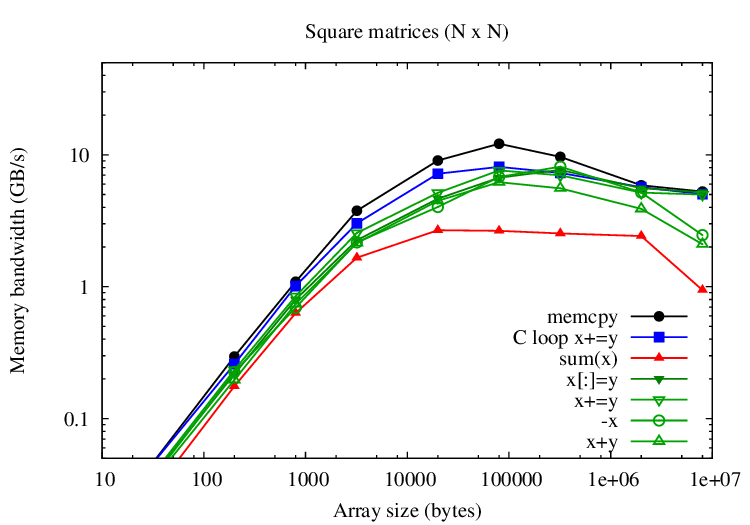 Square matrices (N x N)
Memory bandwidth (GB/s)
10
1
0.1
memcpy
C loop x+=y
sum(x)
x[:]=y
x+=y
-x
x+y
10 100 1000 10000 100000 1e+06 1e+07
Array size (bytes)